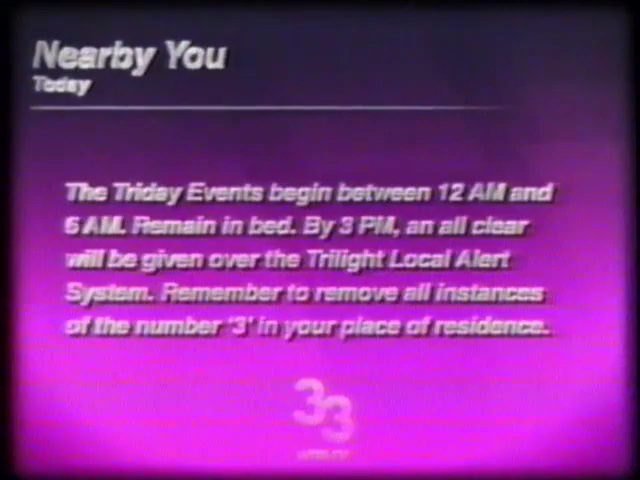 Nearby You
Today
The Triday Events begin between 12 AM and
6 AM. Remain in bed. By 3 PM, an all clear
will be given over the Trilight Local Alert
System. Remember to remove all instances
of the number '3' in your place of residence.
33